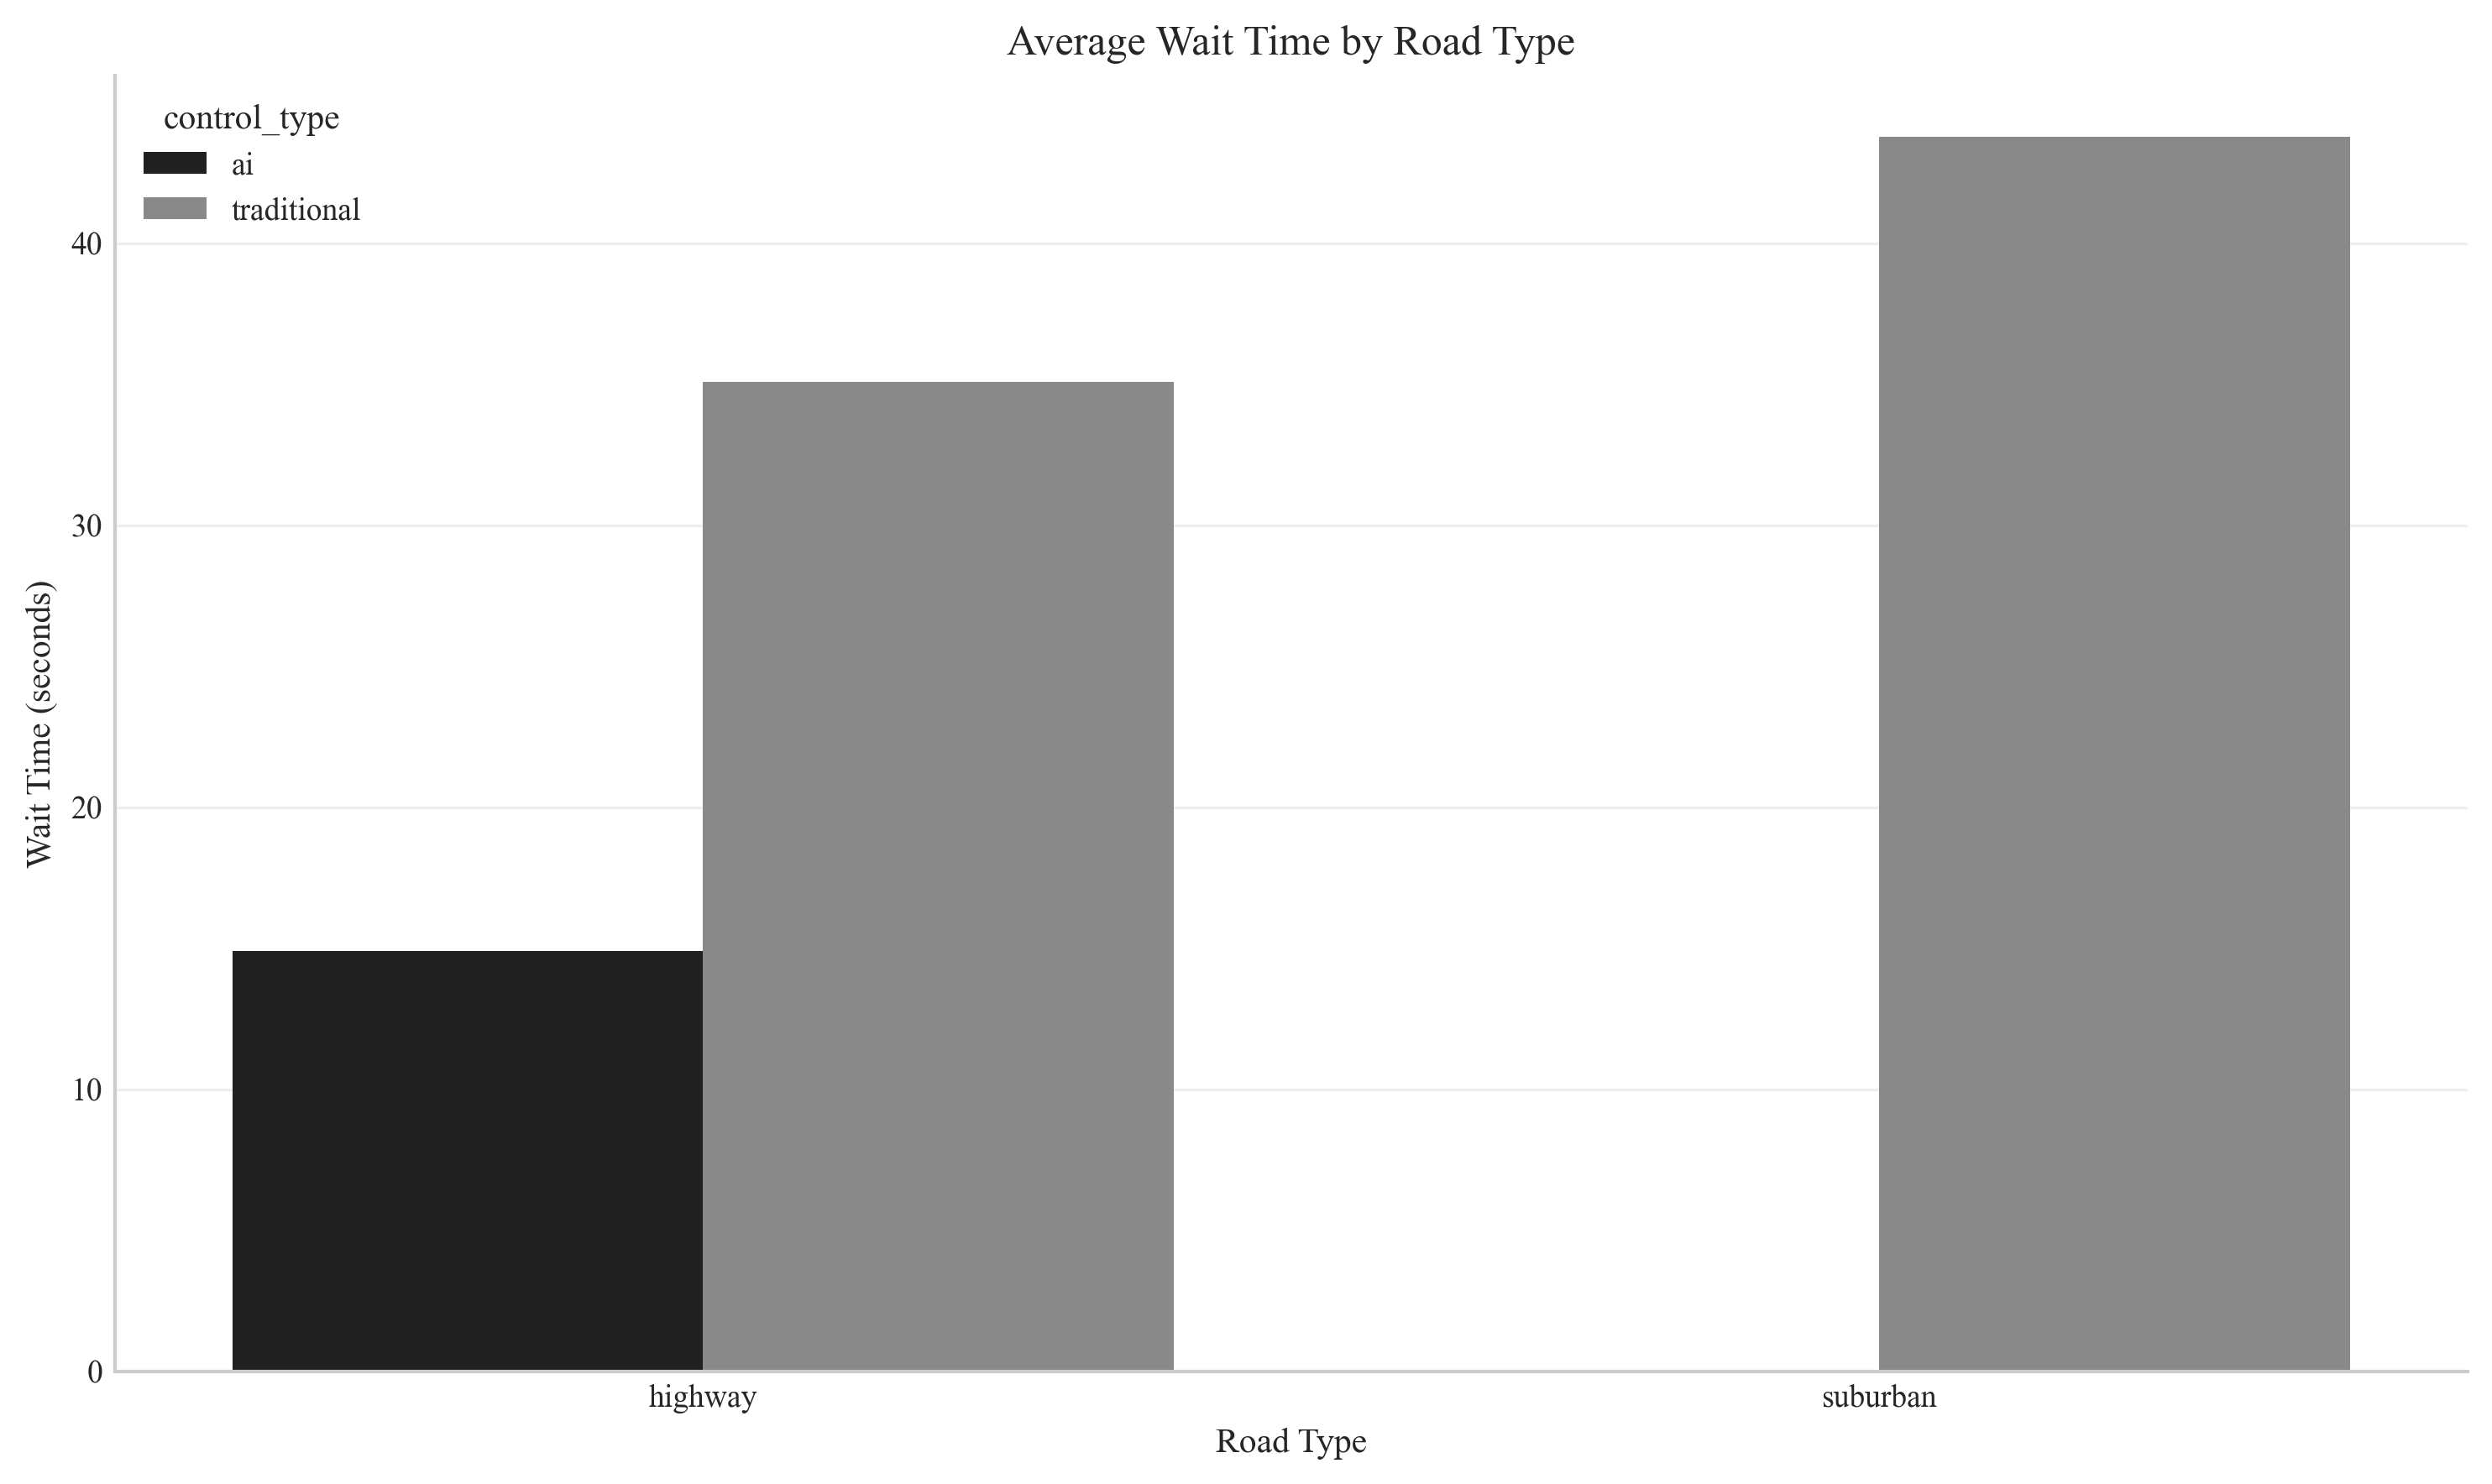 Average Wait Time by Road Type
control_type
ai
traditional
40
30
20
10
0
Wait Time (seconds)
highway
suburban
Road Type